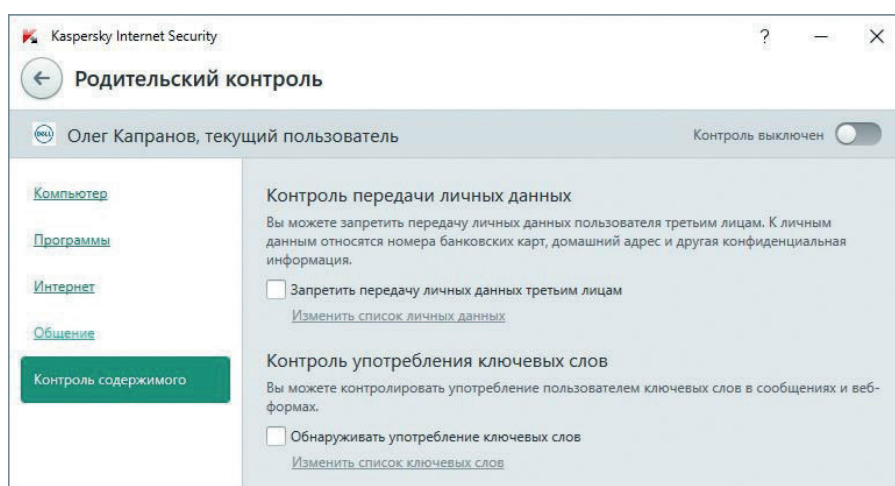 Kaspersky Internet Security
?
Родительский контроль
DELL
Олег Капранов, текущий пользователь
Контроль выключен
Компьютер
Программы
Интернет
Общение
Контроль содержимого
Контроль передачи личных данных
Вы можете запретить передачу личных данных пользователя третьим лицам. К личным
данным относятся номера банковских карт, домашний адрес и другая конфиденциальная
информация.
Запретить передачу личных данных третьим лицам
Изменить список личных данных
Контроль употребления ключевых слов
Вы можете контролировать употребление пользователем ключевых слов в сообщениях и веб-
формах.
Обнаруживать употребление ключевых слов
Изменить список ключевых слов